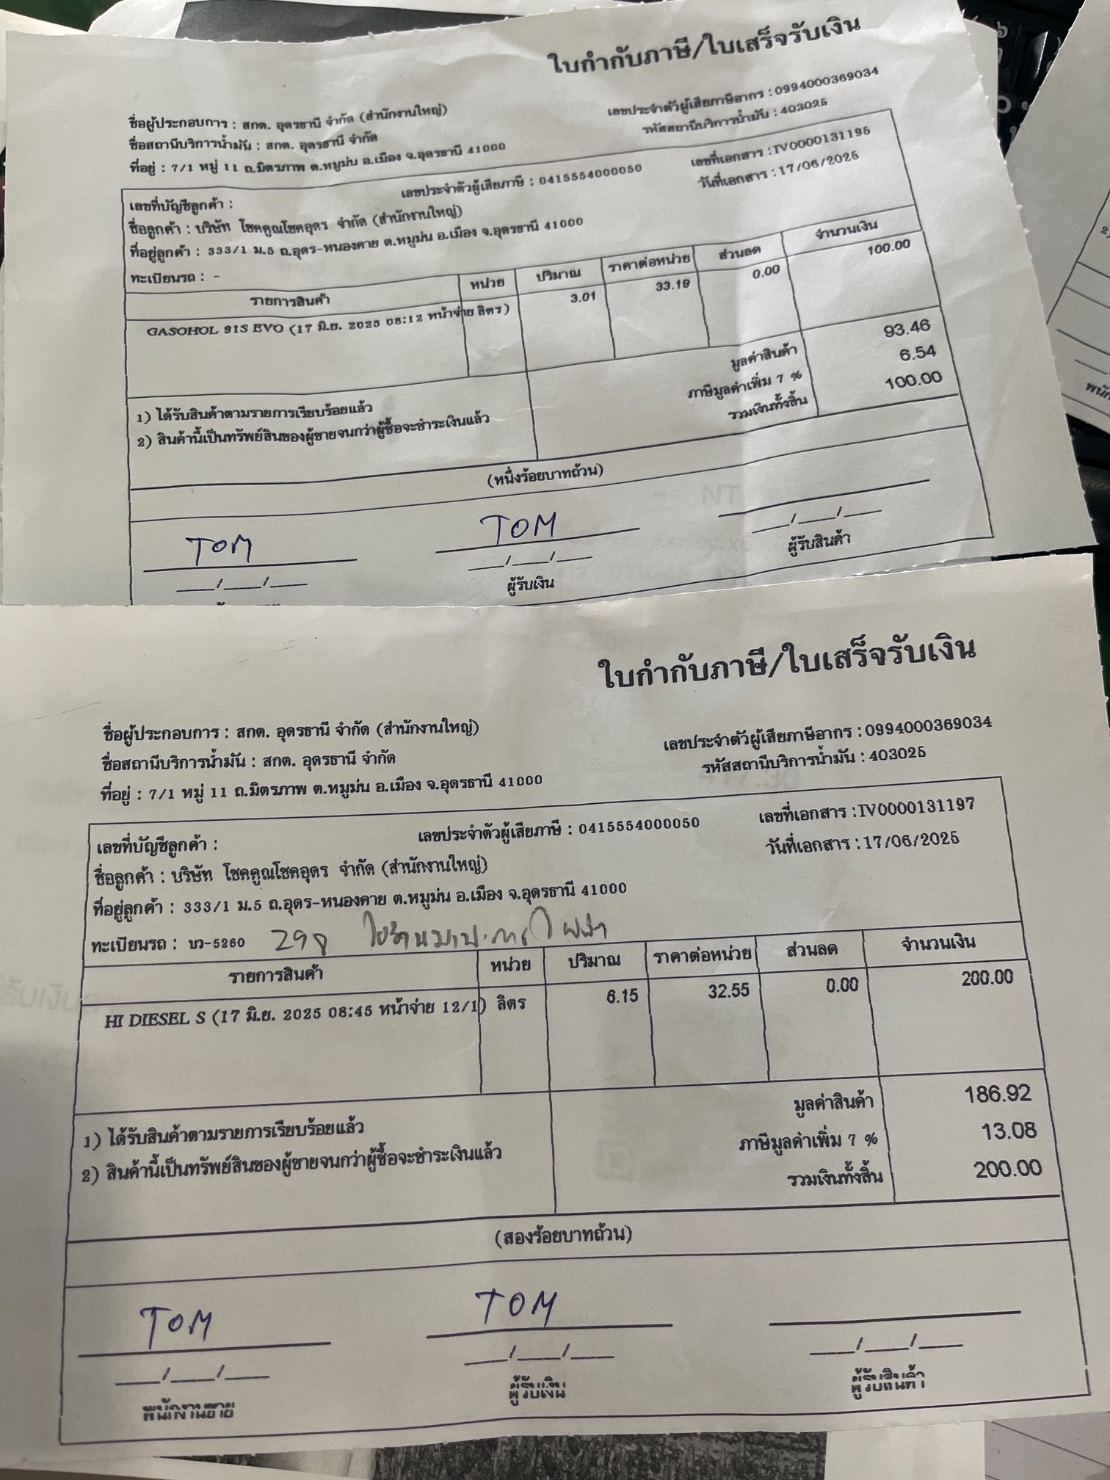 ใบกำกับภาษี/ใบเสร็จรับเงิน
ชื่อผู้ประกอบการ : สกต. อุดรธานี จำกัด (สำนักงานใหญ่)
เลขประจำตัวผู้เสียภาษีอากร : 0994000369034
ชื่อสถานีบริการน้ำมัน : สกต. อุดรธานี จำกัด
รหัสสถานีบริการน้ำมัน : 403025
ที่อยู่ : 7/1 หมู่ 11 ถ.มิตรภาพ ต.หมูม่น อ.เมือง จ.อุดรธานี 41000
เลขที่บัญชีลูกค้า :
เลขประจำตัวผู้เสียภาษี : 0415554000050
เลขที่เอกสาร : IV0000131195
ชื่อลูกค้า : บริษัท โชคคูณโชคอุดร จำกัด (สำนักงานใหญ่)
วันที่เอกสาร : 17/06/2025
ที่อยู่ลูกค้า : 333/1 ม.5 ถ.อุดร-หนองคาย ต.หมูม่น อ.เมือง จ.อุดรธานี 41000
ทะเบียนรถ : -
รายการสินค้า หน่วย ปริมาณ ราคาต่อหน่วย ส่วนลด จำนวนเงิน
GASOHOL 91S EVO (17 มิ.ย. 2025 08:12 หน้าจ่าย ลิตร) 3.01 33.19 0.00 100.00
มูลค่าสินค้า 93.46
ภาษีมูลค่าเพิ่ม 7 % 6.54
รวมเงินทั้งสิ้น 100.00
1) ได้รับสินค้าตามรายการเรียบร้อยแล้ว
2) สินค้านี้เป็นทรัพย์สินของผู้ขายจนกว่าผู้ซื้อจะชำระเงินแล้ว
(หนึ่งร้อยบาทถ้วน)
TOM TOM
__/__/__ __/__/__ __/__/__
ผู้รับเงิน ผู้รับสินค้า
ใบกำกับภาษี/ใบเสร็จรับเงิน
ชื่อผู้ประกอบการ : สกต. อุดรธานี จำกัด (สำนักงานใหญ่)
เลขประจำตัวผู้เสียภาษีอากร : 0994000369034
ชื่อสถานีบริการน้ำมัน : สกต. อุดรธานี จำกัด
รหัสสถานีบริการน้ำมัน : 403025
ที่อยู่ : 7/1 หมู่ 11 ถ.มิตรภาพ ต.หมูม่น อ.เมือง จ.อุดรธานี 41000
เลขที่บัญชีลูกค้า :
เลขประจำตัวผู้เสียภาษี : 0415554000050
เลขที่เอกสาร : IV0000131197
ชื่อลูกค้า : บริษัท โชคคูณโชคอุดร จำกัด (สำนักงานใหญ่)
วันที่เอกสาร : 17/06/2025
ที่อยู่ลูกค้า : 333/1 ม.5 ถ.อุดร-หนองคาย ต.หมูม่น อ.เมือง จ.อุดรธานี 41000
ทะเบียนรถ : บว-5260
รายการสินค้า หน่วย ปริมาณ ราคาต่อหน่วย ส่วนลด จำนวนเงิน
HI DIESEL S (17 มิ.ย. 2025 08:45 หน้าจ่าย 12/1) ลิตร 6.15 32.55 0.00 200.00
มูลค่าสินค้า 186.92
ภาษีมูลค่าเพิ่ม 7 % 13.08
รวมเงินทั้งสิ้น 200.00
1) ได้รับสินค้าตามรายการเรียบร้อยแล้ว
2) สินค้านี้เป็นทรัพย์สินของผู้ขายจนกว่าผู้ซื้อจะชำระเงินแล้ว
(สองร้อยบาทถ้วน)
TOM TOM
__/__/__ __/__/__ __/__/__
พนักงานขาย ผู้รับเงิน ผู้รับสินค้า